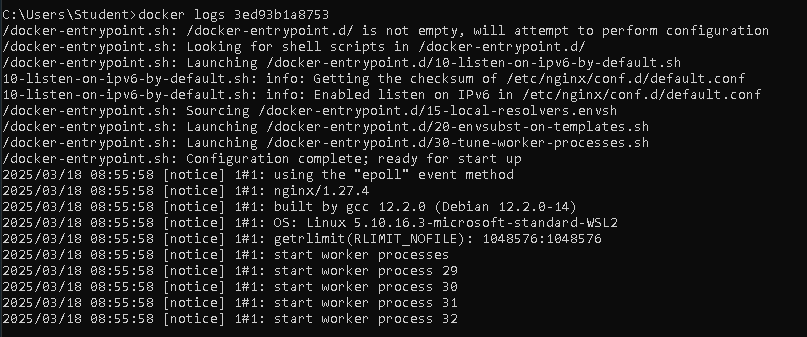 C:\Users\Student>docker logs 3ed93b1a8753
/docker-entrypoint.sh: /docker-entrypoint.d/ is not empty, will attempt to perform configuration
/docker-entrypoint.sh: Looking for shell scripts in /docker-entrypoint.d/
/docker-entrypoint.sh: Launching /docker-entrypoint.d/10-listen-on-ipv6-by-default.sh
10-listen-on-ipv6-by-default.sh: info: Getting the checksum of /etc/nginx/conf.d/default.conf
10-listen-on-ipv6-by-default.sh: info: Enabled listen on IPv6 in /etc/nginx/conf.d/default.conf
/docker-entrypoint.sh: Sourcing /docker-entrypoint.d/15-local-resolvers.envsh
/docker-entrypoint.sh: Launching /docker-entrypoint.d/20-envsubst-on-templates.sh
/docker-entrypoint.sh: Launching /docker-entrypoint.d/30-tune-worker-processes.sh
/docker-entrypoint.sh: Configuration complete; ready for start up
2025/03/18 08:55:58 [notice] 1#1: using the "epoll" event method
2025/03/18 08:55:58 [notice] 1#1: nginx/1.27.4
2025/03/18 08:55:58 [notice] 1#1: built by gcc 12.2.0 (Debian 12.2.0-14)
2025/03/18 08:55:58 [notice] 1#1: OS: Linux 5.10.16.3-microsoft-standard-WSL2
2025/03/18 08:55:58 [notice] 1#1: getrlimit(RLIMIT_NOFILE): 1048576:1048576
2025/03/18 08:55:58 [notice] 1#1: start worker processes
2025/03/18 08:55:58 [notice] 1#1: start worker process 29
2025/03/18 08:55:58 [notice] 1#1: start worker process 30
2025/03/18 08:55:58 [notice] 1#1: start worker process 31
2025/03/18 08:55:58 [notice] 1#1: start worker process 32